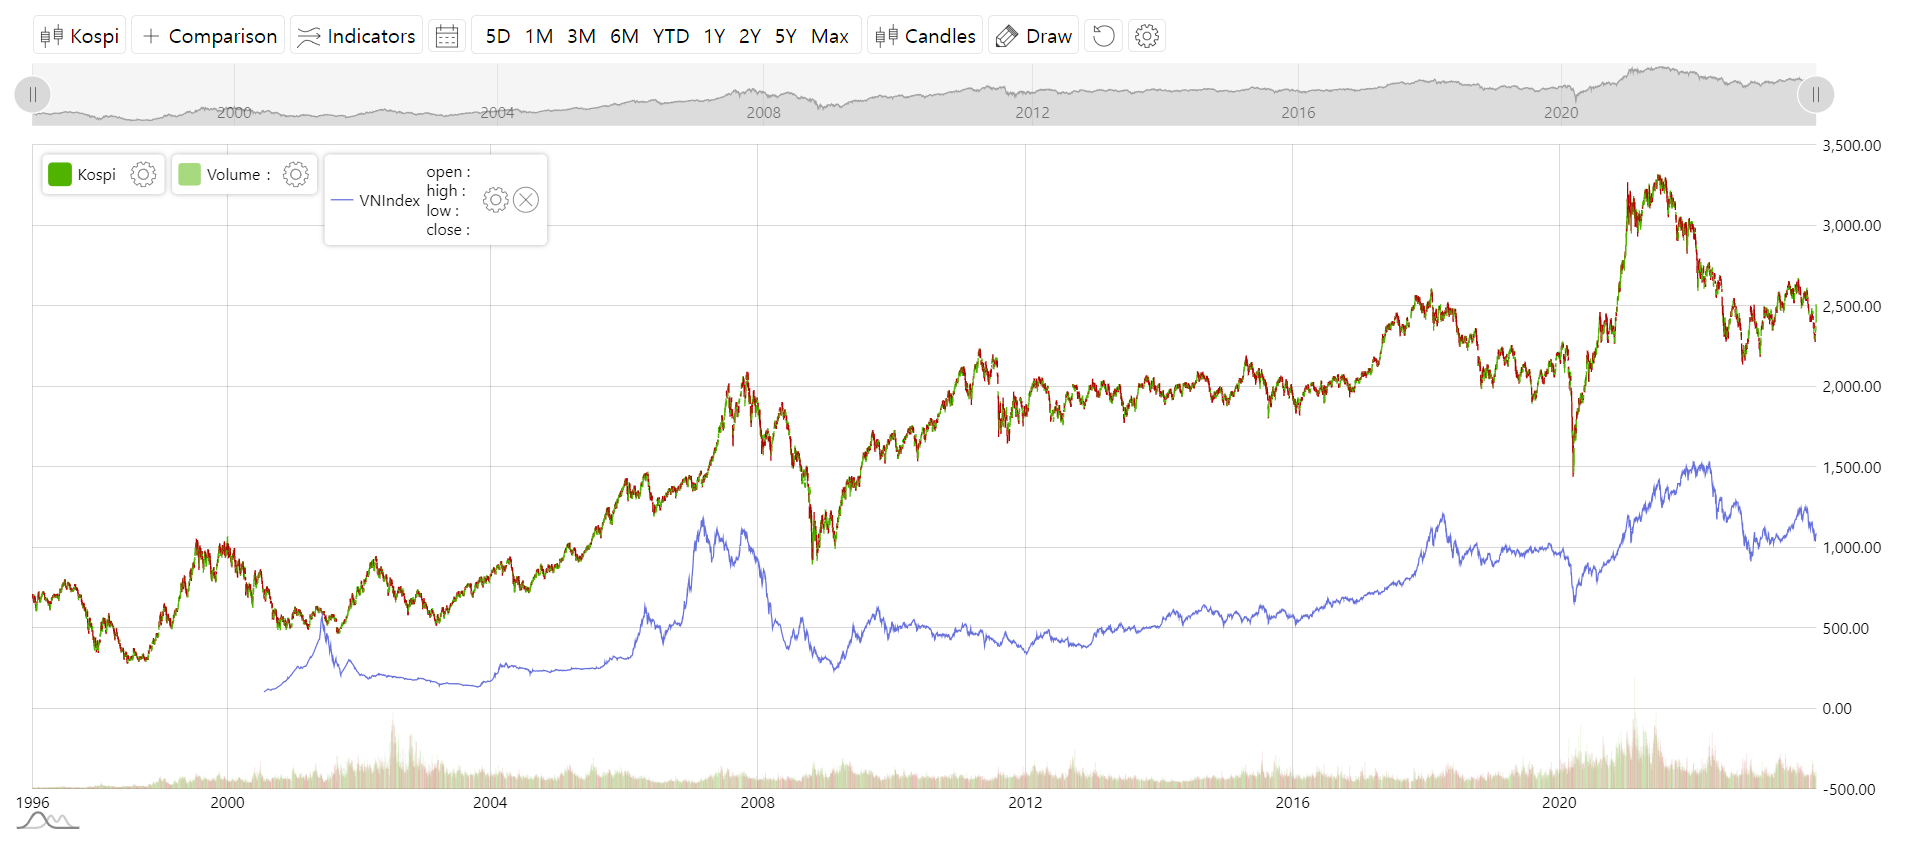 Kospi Comparison Indicators 5D 1M 3M 6M YTD 1Y 2Y 5Y Max Candles Draw
2000 2004 2008 2012 2016 2020
Kospi Volume : VNIndex
open :
high :
low :
close :
3,500.00
3,000.00
2,500.00
2,000.00
1,500.00
1,000.00
500.00
0.00
-500.00
1996 2000 2004 2008 2012 2016 2020